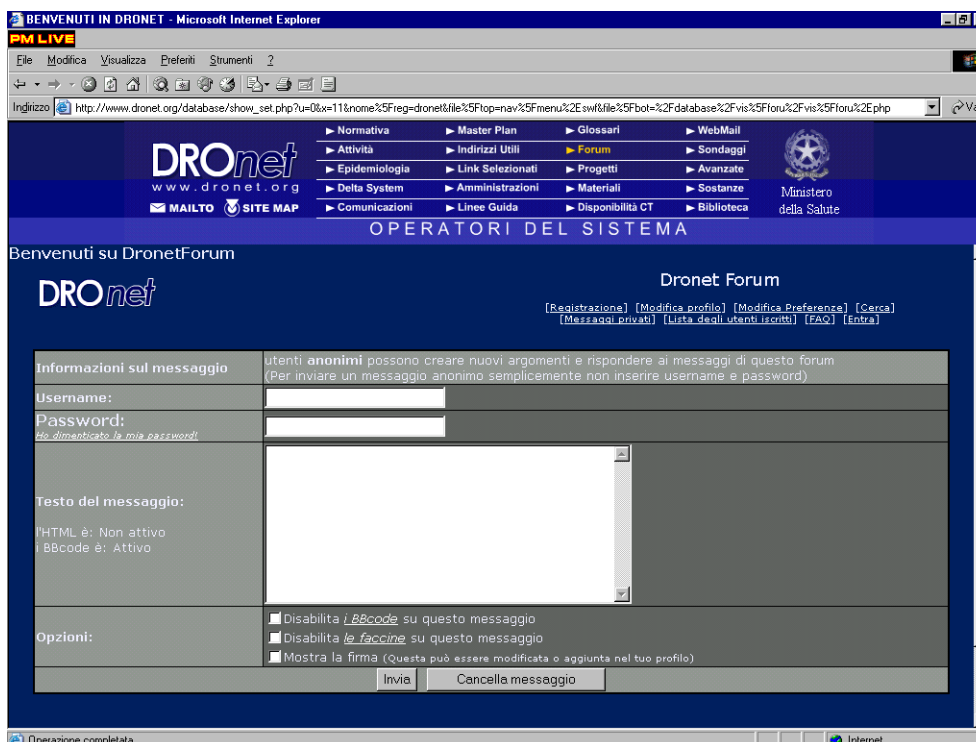 BENVENUTI IN DRONET - Microsoft Internet Explorer
PM LIVE
File Modifica Visualizza Preferiti Strumenti ?
Indirizzo http://www.dronet.org/database/show_set.php?u=0&x=11&nome%5Freg=dronet&file%5Ftop=nav%5Fmenu%2Eswf&file%5Fbot=%2Fdatabase%2Fvis%5Fforu%2Fvis%5Fforu%2Ephp Va
DROnet
www.dronet.org
MAILTO SITE MAP
Normativa Master Plan Glossari WebMail
Attività Indirizzi Utili Forum Sondaggi
Epidemiologia Link Selezionati Progetti Avanzate
Delta System Amministrazioni Materiali Sostanze
Comunicazioni Linee Guida Disponibilità CT Biblioteca
Ministero
della Salute
OPERATORI DEL SISTEMA
Benvenuti su DronetForum
DROnet
Dronet Forum
[Registrazione] [Modifica profilo] [Modifica Preferenze] [Cerca]
[Messaggi privati] [Lista degli utenti iscritti] [FAQ] [Entra]
Informazioni sul messaggio
utenti anonimi possono creare nuovi argomenti e rispondere ai messaggi di questo forum
(Per inviare un messaggio anonimo semplicemente non inserire username e password)
Username:
Password:
Ho dimenticato la mia password!
Testo del messaggio:
l'HTML è: Non attivo
i BBcode è: Attivo
Opzioni:
Disabilita i BBcode su questo messaggio
Disabilita le faccine su questo messaggio
Mostra la firma (Questa può essere modificata o aggiunta nel tuo profilo)
Invia Cancella messaggio
Operazione completata Internet